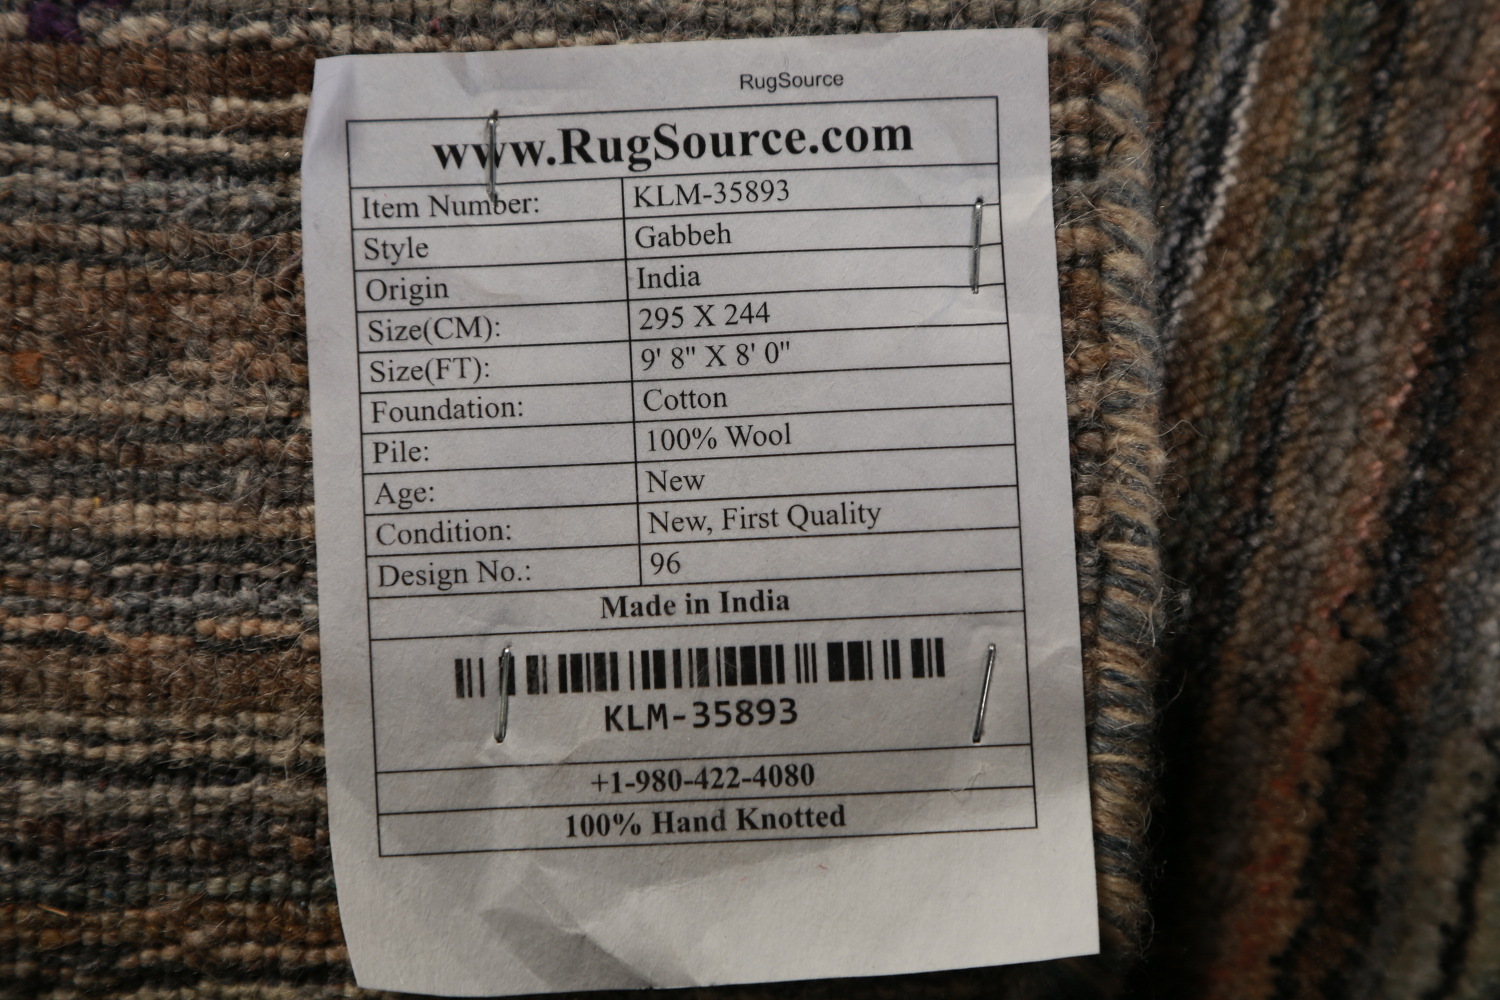 RugSource
www.RugSource.com
Item Number: KLM-35893
Style Gabbeh
Origin India
Size(CM): 295 X 244
Size(FT): 9' 8" X 8' 0"
Foundation: Cotton
Pile: 100% Wool
Age: New
Condition: New, First Quality
Design No.: 96
Made in India
KLM-35893
+1-980-422-4080
100% Hand Knotted